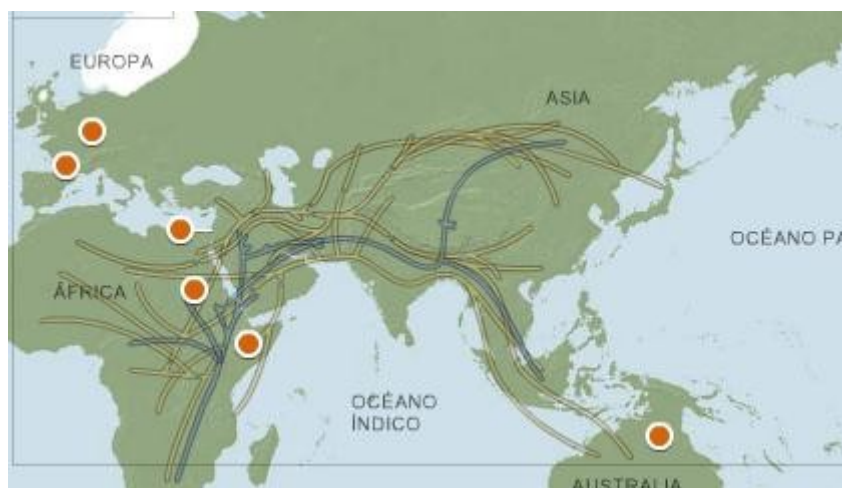 EUROPA
ASIA
OCÉANO PA
ÁFRICA
OCÉANO
ÍNDICO
AUSTRALIA